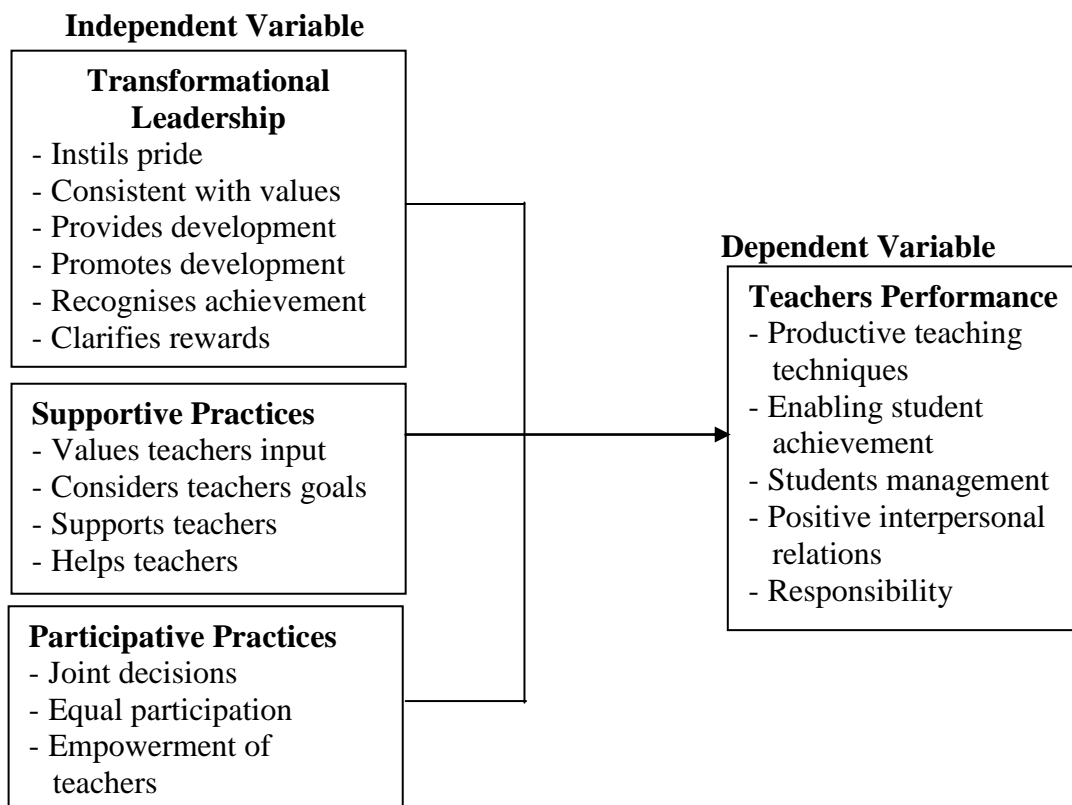 Independent Variable
Transformational
Leadership
- Instils pride
- Consistent with values
- Provides development
- Promotes development
- Recognises achievement
- Clarifies rewards
Supportive Practices
- Values teachers input
- Considers teachers goals
- Supports teachers
- Helps teachers
Participative Practices
- Joint decisions
- Equal participation
- Empowerment of
teachers
Dependent Variable
Teachers Performance
- Productive teaching
techniques
- Enabling student
achievement
- Students management
- Positive interpersonal
relations
- Responsibility